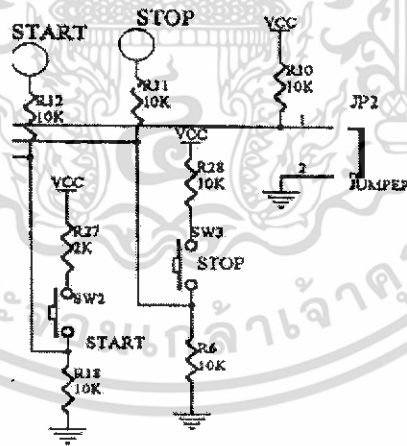 START
STOP
VCC
R12
10K
R11
10K
R10
10K
JP2
1
2
JUMPER
VCC
R28
10K
VCC
R27
2K
SW3
STOP
SW2
START
R6
10K
R18
10K